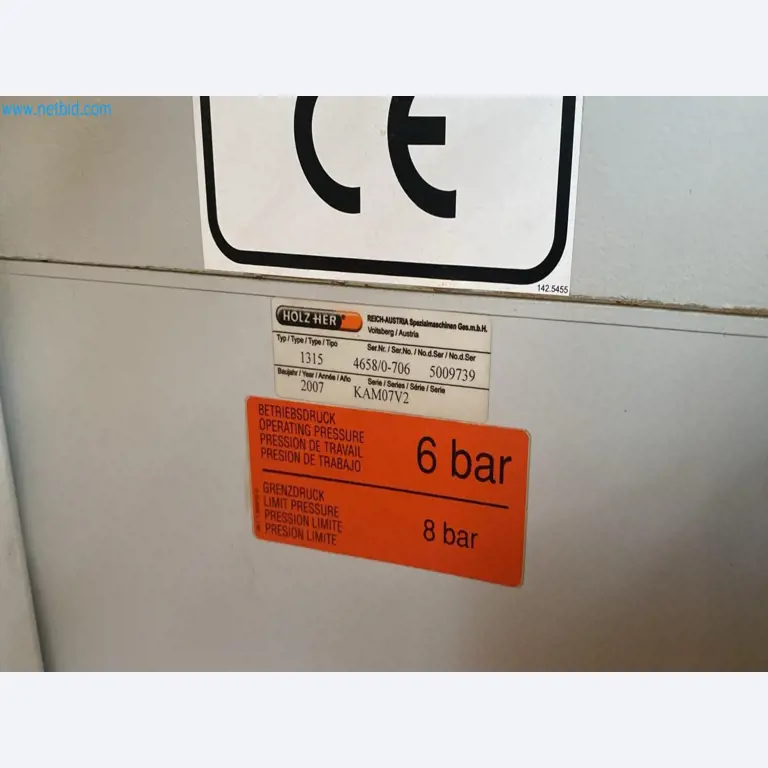 www.netbid.com
CE
142.5455
HOLZ-HER®
REICH-AUSTRIA Spezialmaschinen Ges.m.b.H.
Voitsberg / Austria
Typ / Type / Type / Tipo
Ser.Nr. / Ser.No. / No.d.Ser / No.d.Ser
1315 4658/0-706 5009739
Baujahr / Year / Année / Año
Serie / Series / Série / Serie
2007 KAM07V2
BETRIEBSDRUCK
OPERATING PRESSURE
PRESSION DE TRAVAIL
PRESION DE TRABAJO
6 bar
GRENZDRUCK
LIMIT PRESSURE
PRESSION LIMITE
PRESION LIMITE
8 bar